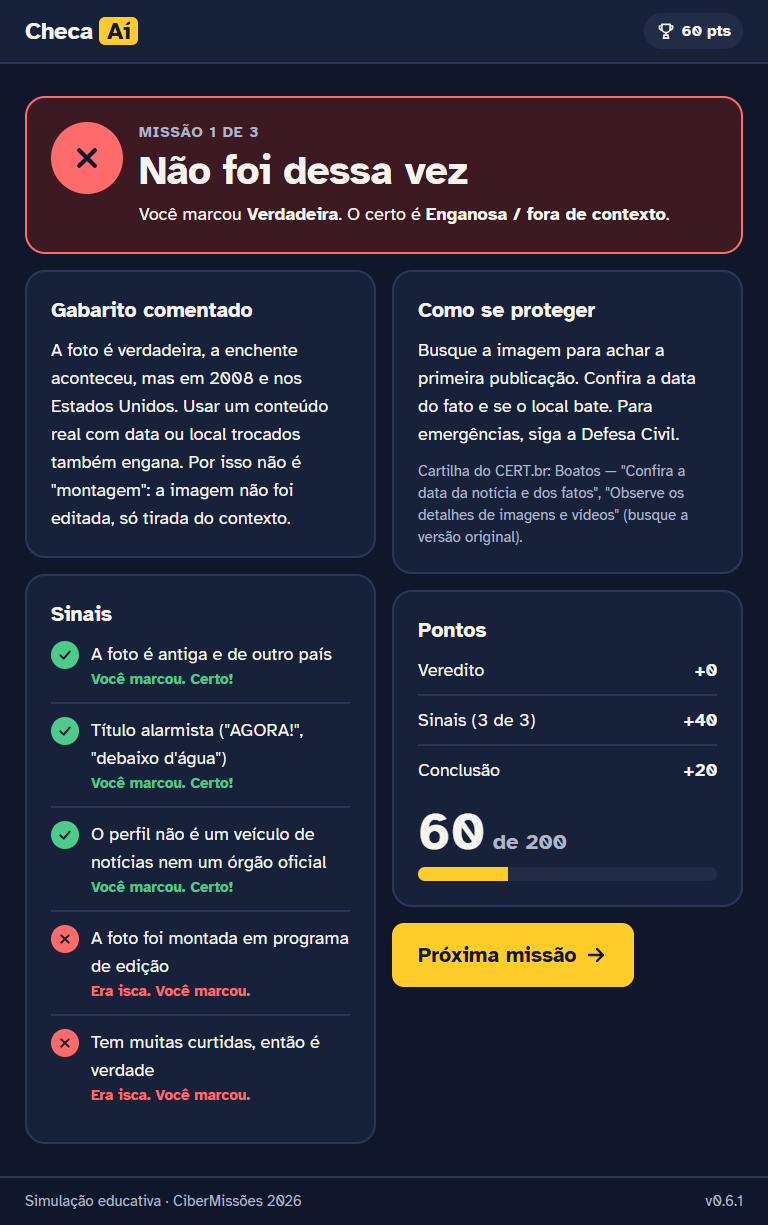 Checa Aí
60 pts
MISSÃO 1 DE 3
Não foi dessa vez
Você marcou Verdadeira. O certo é Enganosa / fora de contexto.
Gabarito comentado
A foto é verdadeira, a enchente
aconteceu, mas em 2008 e nos
Estados Unidos. Usar um conteúdo
real com data ou local trocados
também engana. Por isso não é
"montagem": a imagem não foi
editada, só tirada do contexto.
Sinais
A foto é antiga e de outro país
Você marcou. Certo!
Título alarmista ("AGORA!",
"debaixo d'água")
Você marcou. Certo!
O perfil não é um veículo de
notícias nem um órgão oficial
Você marcou. Certo!
A foto foi montada em programa
de edição
Era isca. Você marcou.
Tem muitas curtidas, então é
verdade
Era isca. Você marcou.
Como se proteger
Busque a imagem para achar a
primeira publicação. Confira a data
do fato e se o local bate. Para
emergências, siga a Defesa Civil.
Cartilha do CERT.br: Boatos — "Confira a
data da notícia e dos fatos", "Observe os
detalhes de imagens e vídeos" (busque a
versão original).
Pontos
Veredito +0
Sinais (3 de 3) +40
Conclusão +20
60 de 200
Próxima missão →
Simulação educativa · CiberMissões 2026
v0.6.1